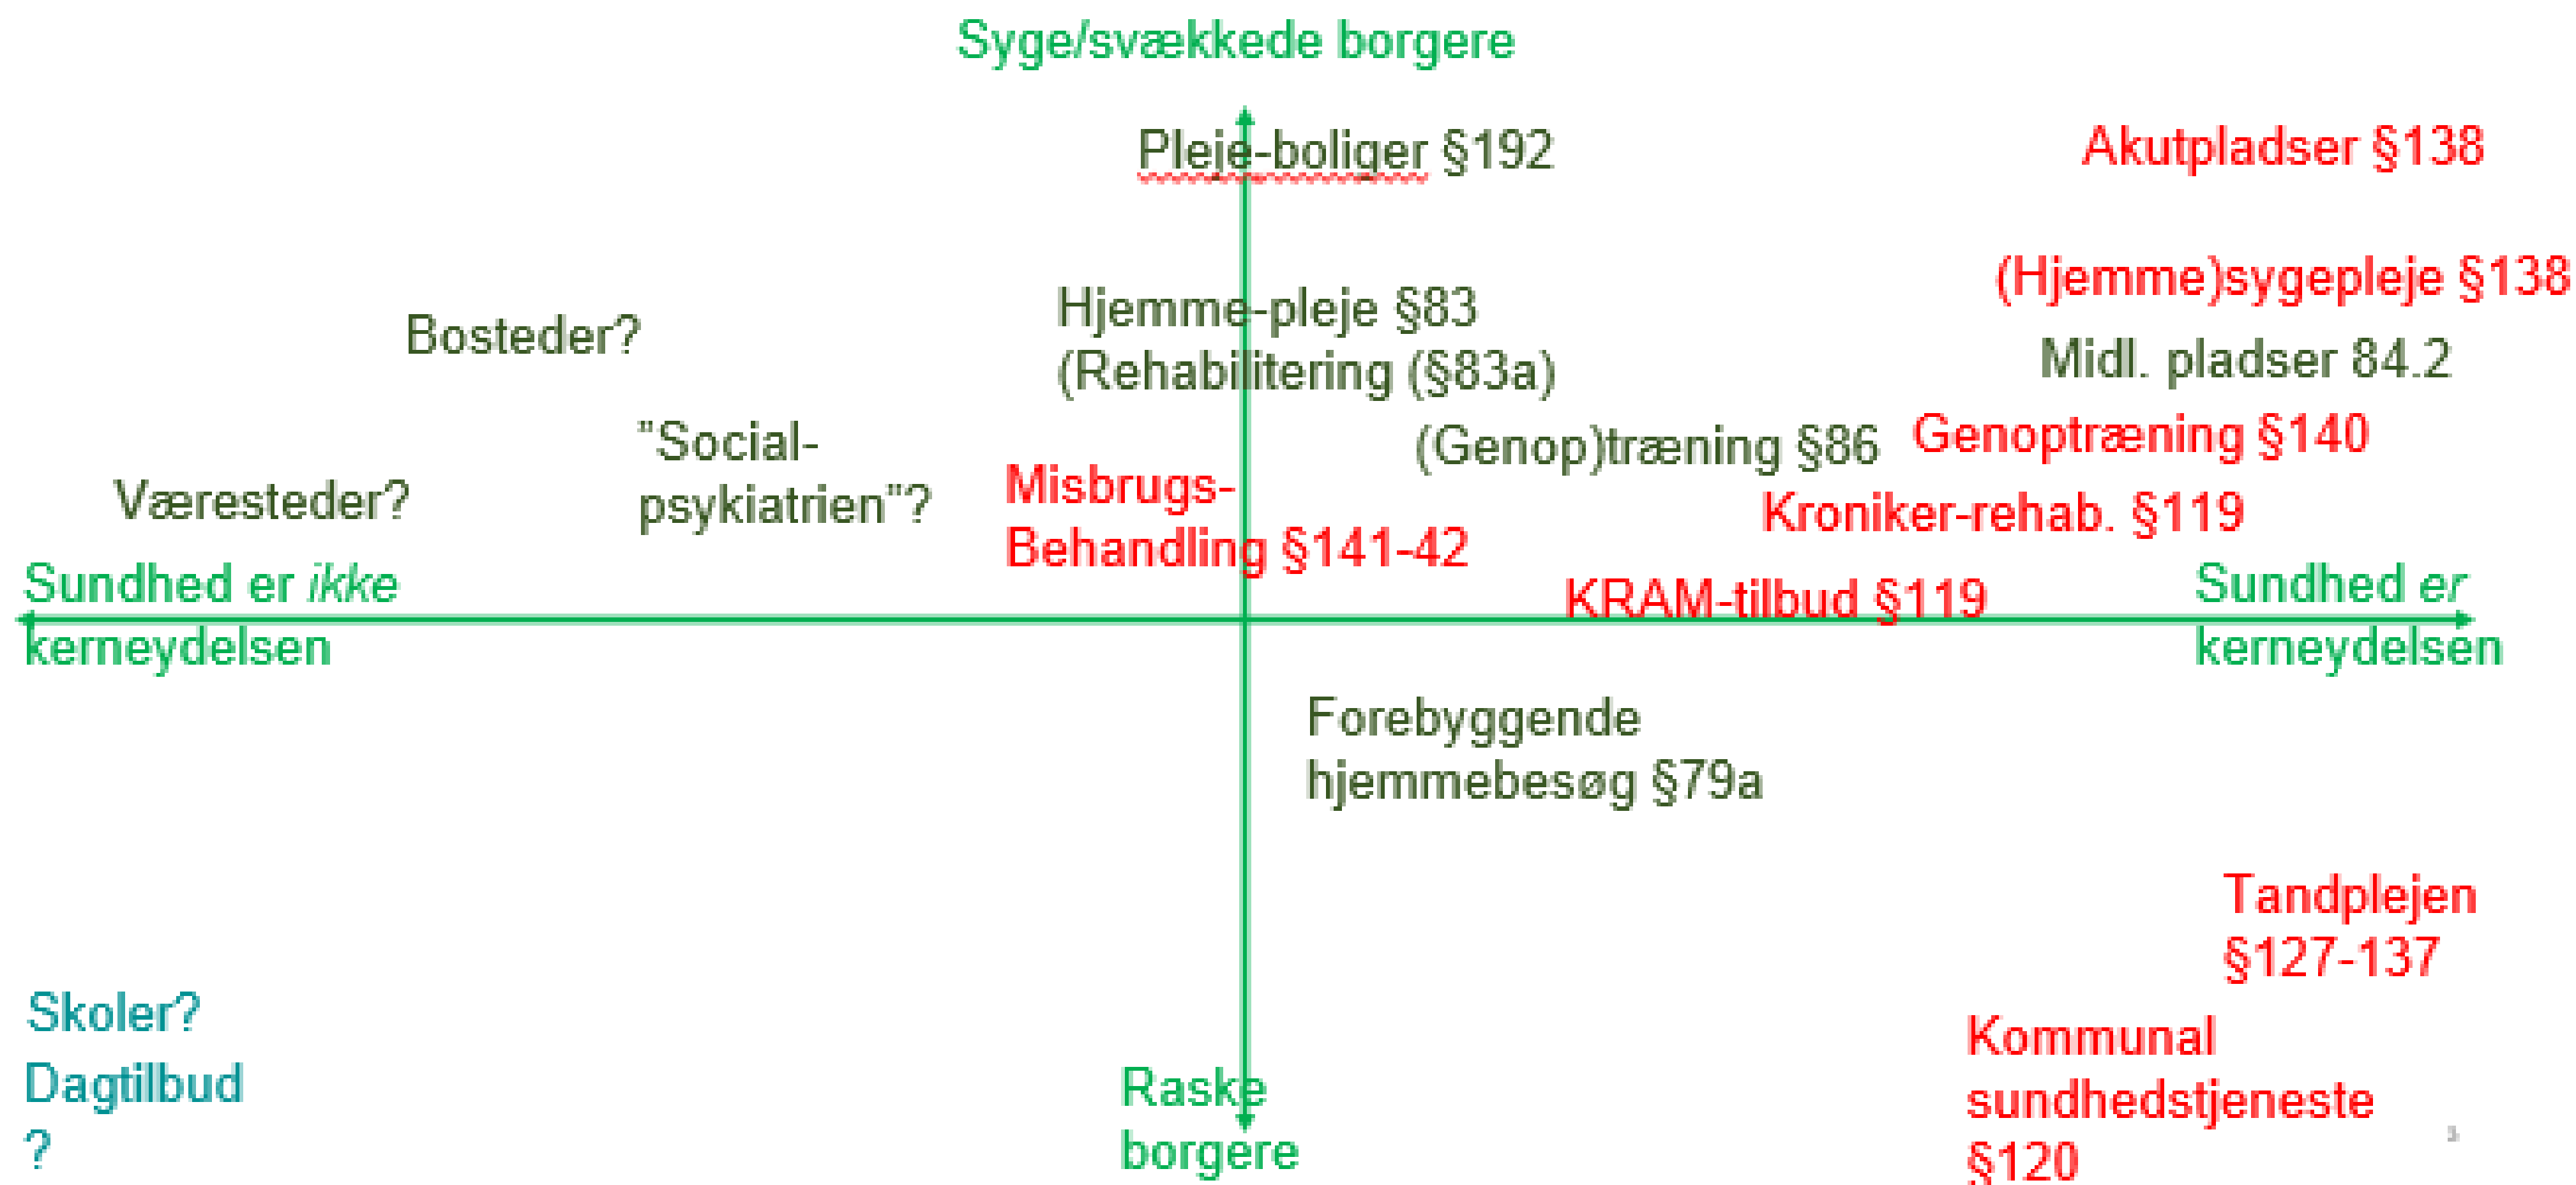 Syge/svækkede borgere
Pleje-boliger §192
Akutpladser §138
(Hjemme)sygepleje §138
Hjemme-pleje §83
(Rehabilitering (§83a)
Bosteder?
Midl. pladser 84.2
"Social-
psykiatrien"?
(Genop)træning §86
Genoptræning §140
Værestedet?
Misbrugs-
Behandling §141-42
Kroniker-rehab. §119
KRAM-tilbud §119
Sundhed er ikke
kerneydelsen
Sundhed er
kerneydelsen
Forebyggende
hjemmebesøg §79a
Tandplejen
§127-137
Skoler?
Dagtilbud
?
Kommunal
sundhedstjeneste
§120
Raske
borgere